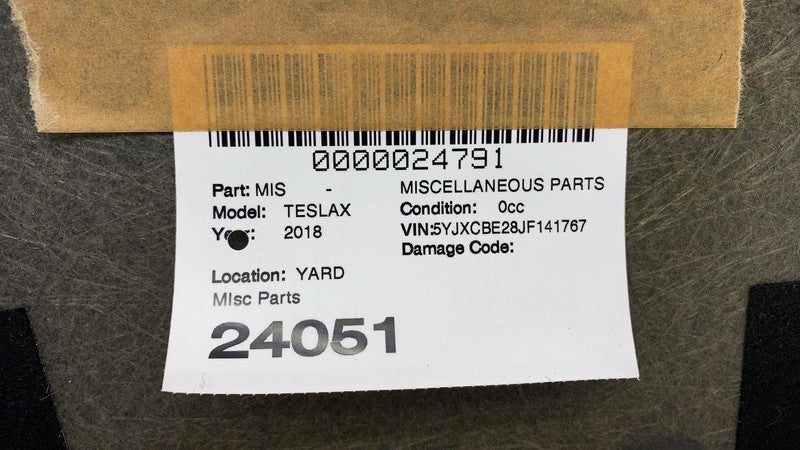 0000024791
Part: MIS - MISCELLANEOUS PARTS
Model: TESLAX Condition: 0cc
2018 VIN:5YJXCBE28JF141767
Damage Code:
Location: YARD
MIsc Parts
24051